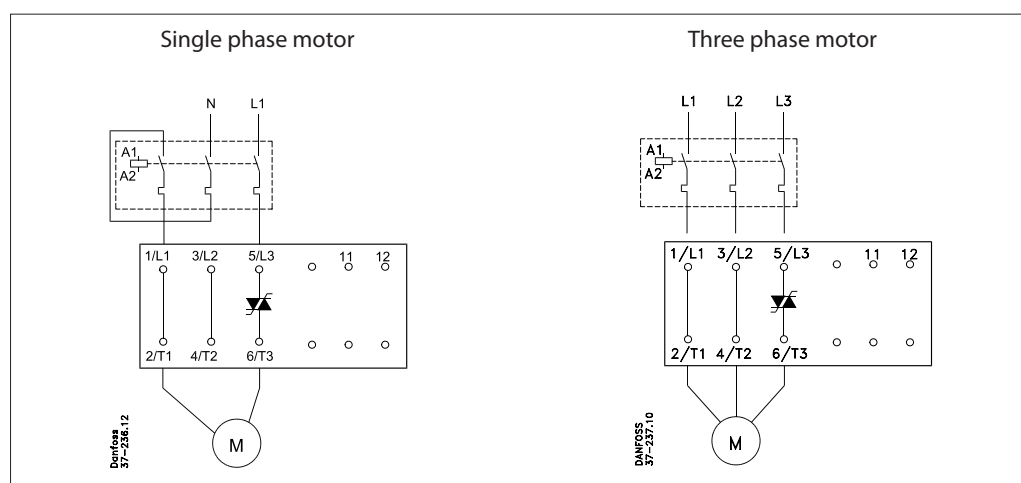 Single phase motor
N L1
A1
A2
1/L1 3/L2 5/L3 11 12
2/T1 4/T2 6/T3
M
Danfoss
37-236.12
Three phase motor
L1 L2 L3
A1
A2
1/L1 3/L2 5/L3 11 12
2/T1 4/T2 6/T3
M
DANFOSS
37-237.10